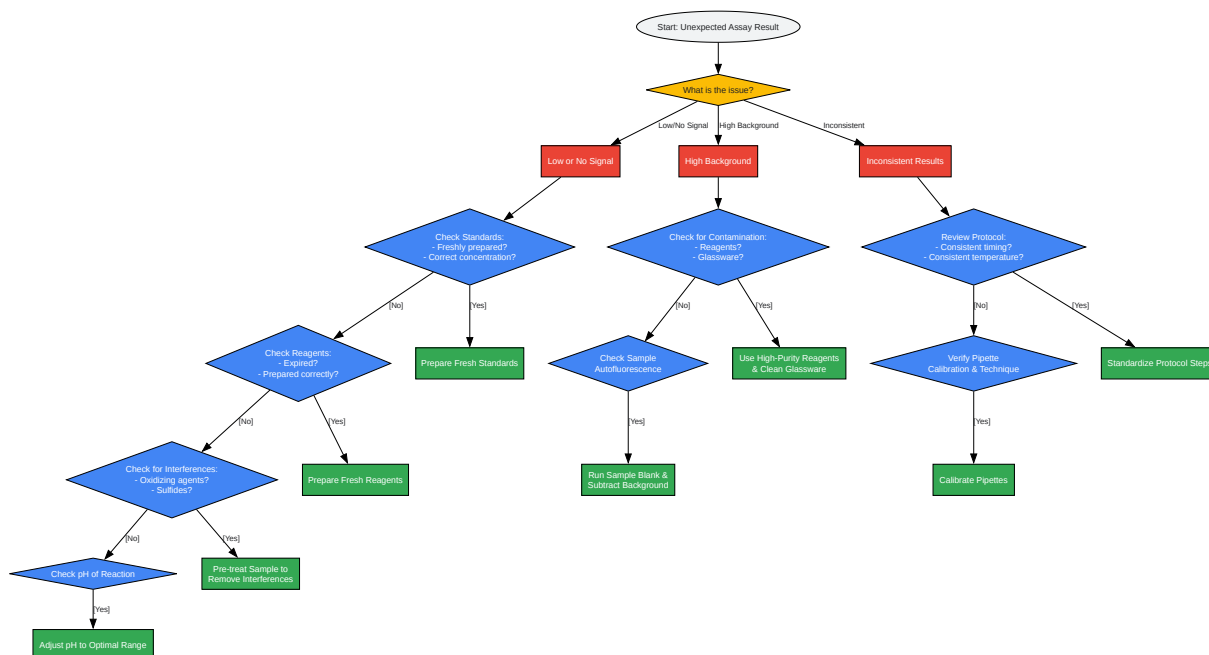 Start: Unexpected Assay Result
What is the issue?
Low/No Signal
High Background
Inconsistent
Low or No Signal
High Background
Inconsistent Results
Check Standards:
- Freshly prepared?
- Correct concentration?
Check for Contamination:
- Reagents?
- Glassware?
Review Protocol:
- Consistent timing?
- Consistent temperature?
[No]
[Yes]
[No]
[Yes]
[No]
[Yes]
Check Reagents:
- Expired?
- Prepared correctly?
Prepare Fresh Standards
Check Sample
Autofluorescence
Use High-Purity Reagents
& Clean Glassware
Verify Pipette
Calibration & Technique
Standardize Protocol Steps
[No]
[Yes]
[Yes]
[Yes]
Check for Interferences:
- Oxidizing agents?
- Sulfides?
Prepare Fresh Reagents
Run Sample Blank &
Subtract Background
Calibrate Pipettes
[No]
[Yes]
Check pH of Reaction
Pre-treat Sample to
Remove Interferences
[Yes]
Adjust pH to Optimal Range